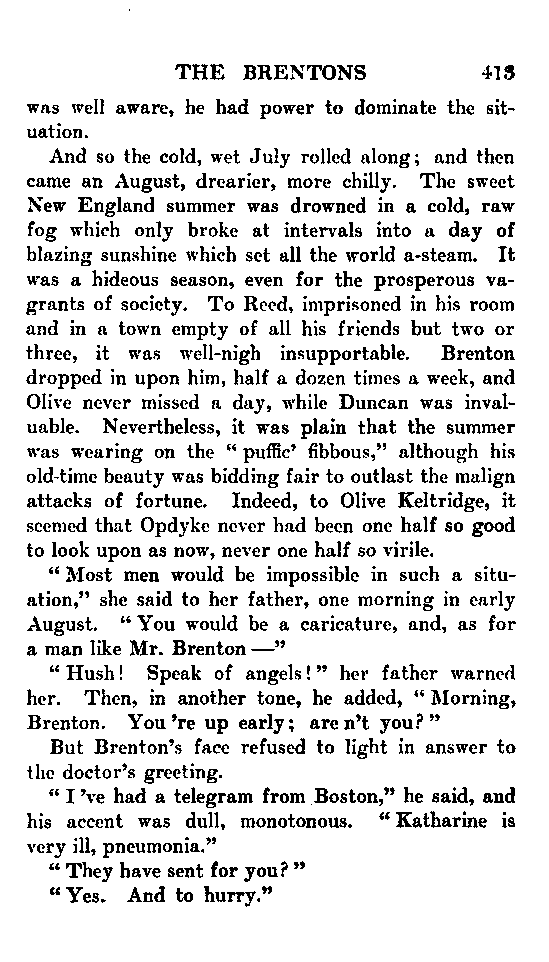 THE BRENTONS 413
was well aware, he had power to dominate the sit-
uation.
And so the cold, wet July rolled along; and then
came an August, drearier, more chilly. The sweet
New England summer was drowned in a cold, raw
fog which only broke at intervals into a day of
blazing sunshine which set all the world a-steam. It
was a hideous season, even for the prosperous va-
grants of society. To Reed, imprisoned in his room
and in a town empty of all his friends but two or
three, it was well-nigh insupportable. Brenton
dropped in upon him, half a dozen times a week, and
Olive never missed a day, while Duncan was inval-
uable. Nevertheless, it was plain that the summer
was wearing on the “ puffic’ fibbous,” although his
old-time beauty was bidding fair to outlast the malign
attacks of fortune. Indeed, to Olive Keltridge, it
seemed that Opdyke never had been one half so good
to look upon as now, never one half so virile.
“ Most men would be impossible in such a situ-
ation,” she said to her father, one morning in early
August. “ You would be a caricature, and, as for
a man like Mr. Brenton —”
“ Hush! Speak of angels! ” her father warned
her. Then, in another tone, he added, “ Morning,
Brenton. You ’re up early; are n’t you? ”
But Brenton’s face refused to light in answer to
the doctor’s greeting.
“ I ’ve had a telegram from Boston,” he said, and
his accent was dull, monotonous. “ Katharine is
very ill, pneumonia.”
“ They have sent for you? ”
“ Yes. And to hurry.”